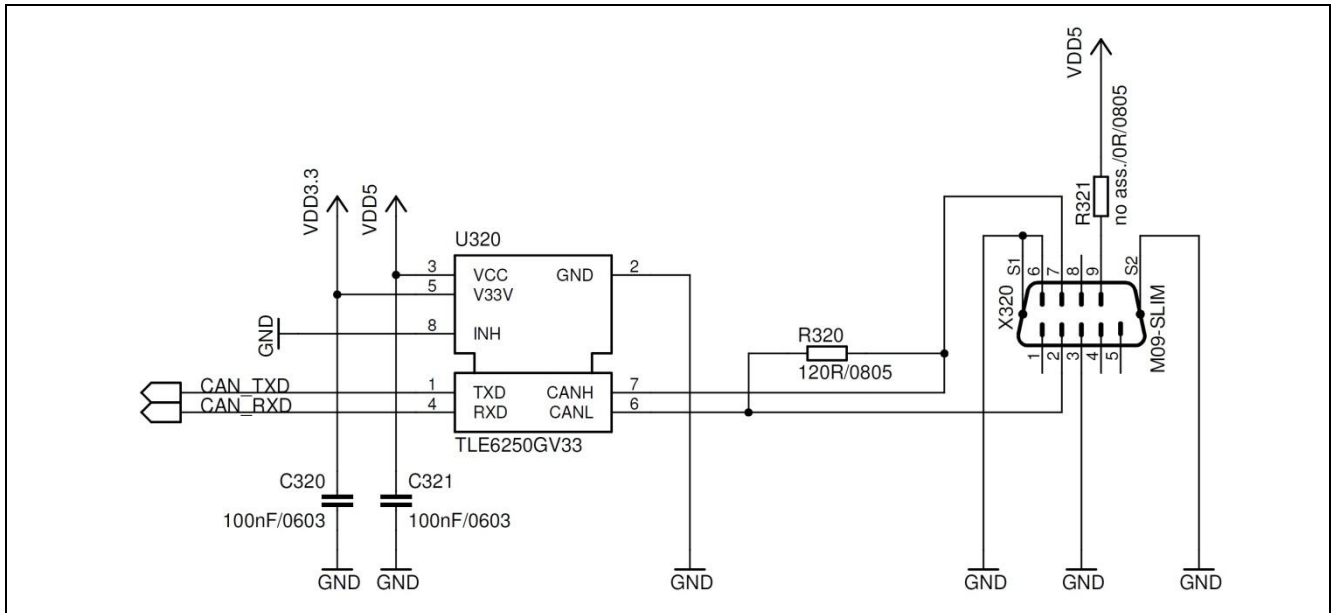 VDD5
R321
no ass./0R/0805
VDD3.3
VDD5
U320
3 VCC GND 2
5 V33V
8 INH
GND
S1 6 7 8 9 S2
X320
M09-SLIM
1 2 3 4 5
R320
120R/0805
CAN_TXD 1 TXD CANH 7
CAN_RXD 4 RXD CANL 6
TLE6250GV33
C320 C321
100nF/0603 100nF/0603
GND GND GND GND GND GND